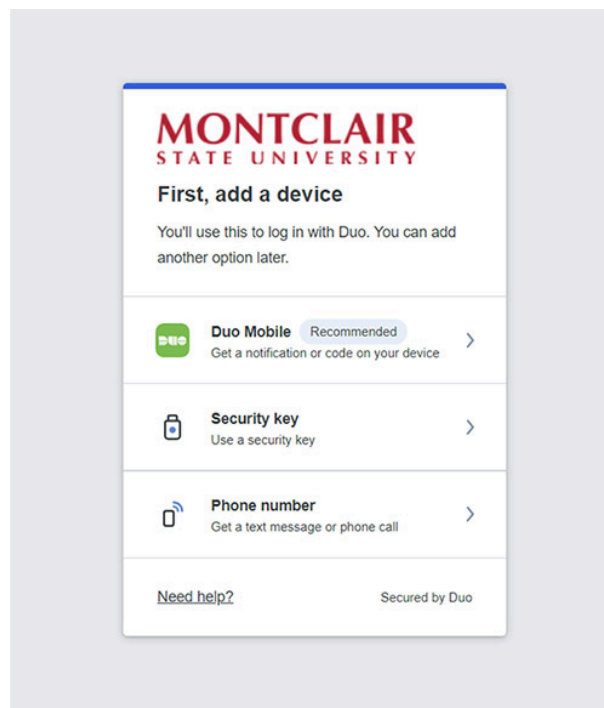 MONTCLAIR
STATE UNIVERSITY
First, add a device
You'll use this to log in with Duo. You can add
another option later.
DUO
Duo Mobile Recommended
Get a notification or code on your device
Security key
Use a security key
Phone number
Get a text message or phone call
Need help? Secured by Duo